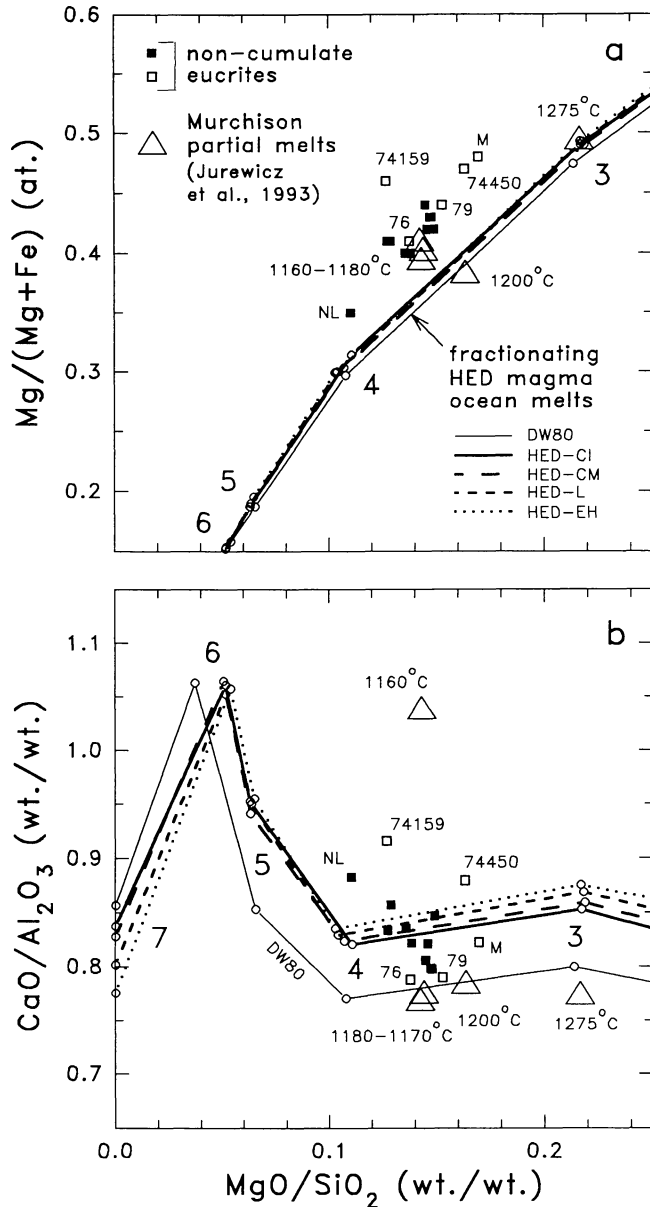 a
0.6
non-cumulate
eucrites
Murchison
partial melts
(Jurewicz
et al., 1993)
0.5
1275°C
M
74159
74450
3
79
76
0.4
1160-1180°C
1200°C
NL
fractionating
HED magma
ocean melts
0.3
4
DW80
HED-CI
HED-CM
HED-L
HED-EH
5
0.2
6
Mg/(Mg+Fe) (at.)
b
6
1.1
1160°C
1.0
74159
NL
74450
0.9
5
3
4
M
7
0.8
DW80
76
79
1180-1170°C
1200°C
1275°C
0.7
CaO/Al2O3 (wt./wt.)
0.0
0.1
0.2
MgO/SiO2 (wt./wt.)